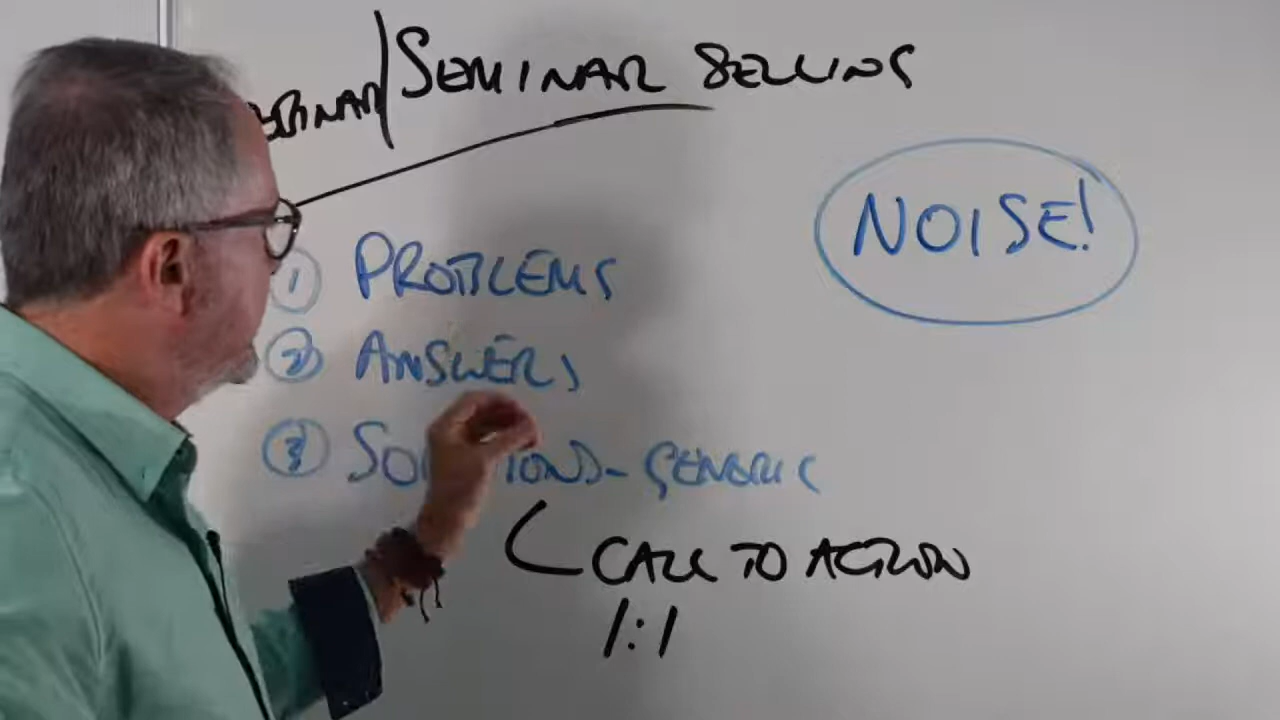 /SEMINAR SELLING
NOISE!
1 PROBLEMS
2 ANSWERS
3 - GENERIC
CALL TO ACTION
1:1